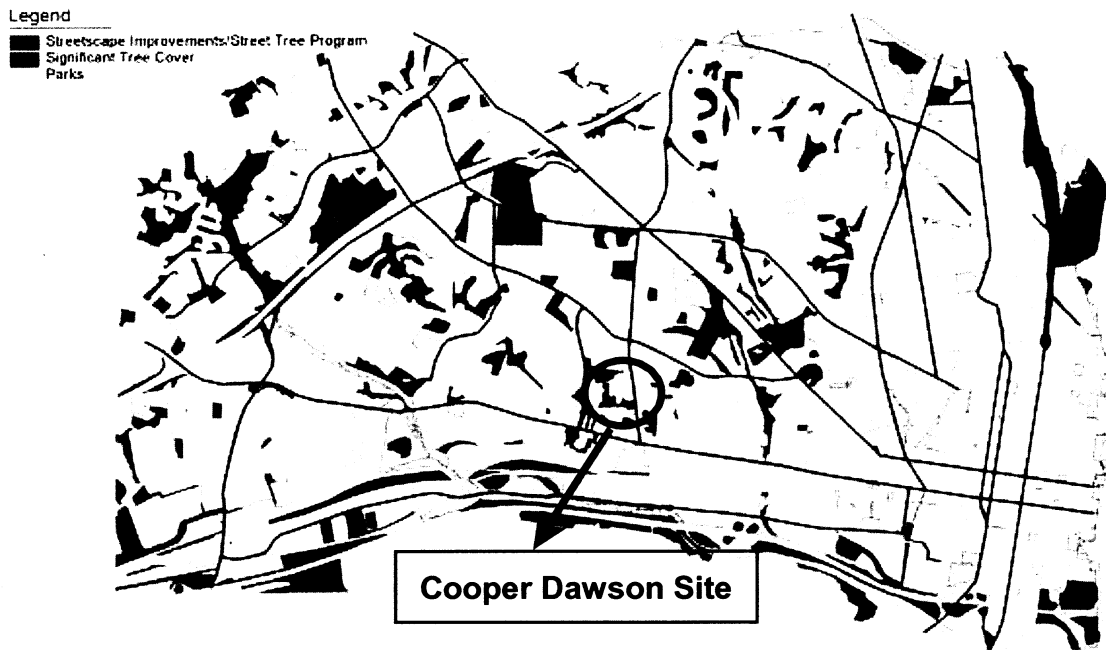 Legend
Streetscape Improvements/Street Tree Program
Significant Tree Cover
Parks
Cooper Dawson Site